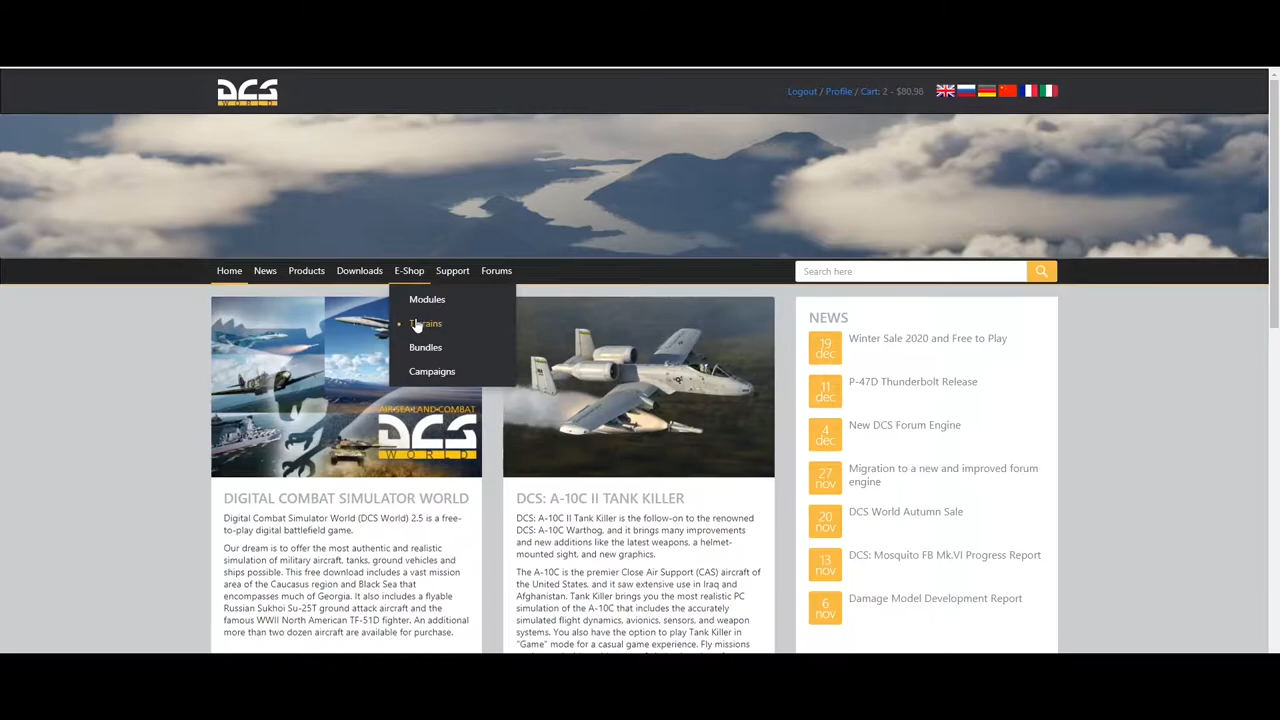 DCS
WORLD
Logout / Profile / Cart: 2 - $80,98
Home News Products Downloads E-Shop Support Forums
Search here
Modules
Terrains
Bundles
Campaigns
AIR•SEA•LAND•COMBAT
DCS
WORLD
DIGITAL COMBAT SIMULATOR WORLD
Digital Combat Simulator World (DCS World) 2.5 is a free-
to-play digital battlefield game.
Our dream is to offer the most authentic and realistic
simulation of military aircraft, tanks, ground vehicles and
ships possible. This free download includes a vast mission
area of the Caucasus region and Black Sea that
encompasses much of Georgia. It also includes a flyable
Russian Sukhoi Su-25T ground attack aircraft and the
famous WWII North American TF-51D fighter. An additional
more than two dozen aircraft are available for purchase.
DCS: A-10C II TANK KILLER
DCS: A-10C II Tank Killer is the follow-on to the renowned
DCS: A-10C Warthog, and it brings many improvements
and new additions like the latest weapons, a helmet-
mounted sight, and new graphics.
The A-10C is the premier Close Air Support (CAS) aircraft of
the United States, and it saw extensive use in Iraq and
Afghanistan. Tank Killer brings you the most realistic PC
simulation of the A-10C that includes the accurately
simulated flight dynamics, avionics, sensors, and weapon
systems. You also have the option to play Tank Killer in
"Game" mode for a casual game experience. Fly missions
NEWS
19
dec
Winter Sale 2020 and Free to Play
11
dec
P-47D Thunderbolt Release
4
dec
New DCS Forum Engine
27
nov
Migration to a new and improved forum
engine
20
nov
DCS World Autumn Sale
13
nov
DCS: Mosquito FB Mk.VI Progress Report
6
nov
Damage Model Development Report